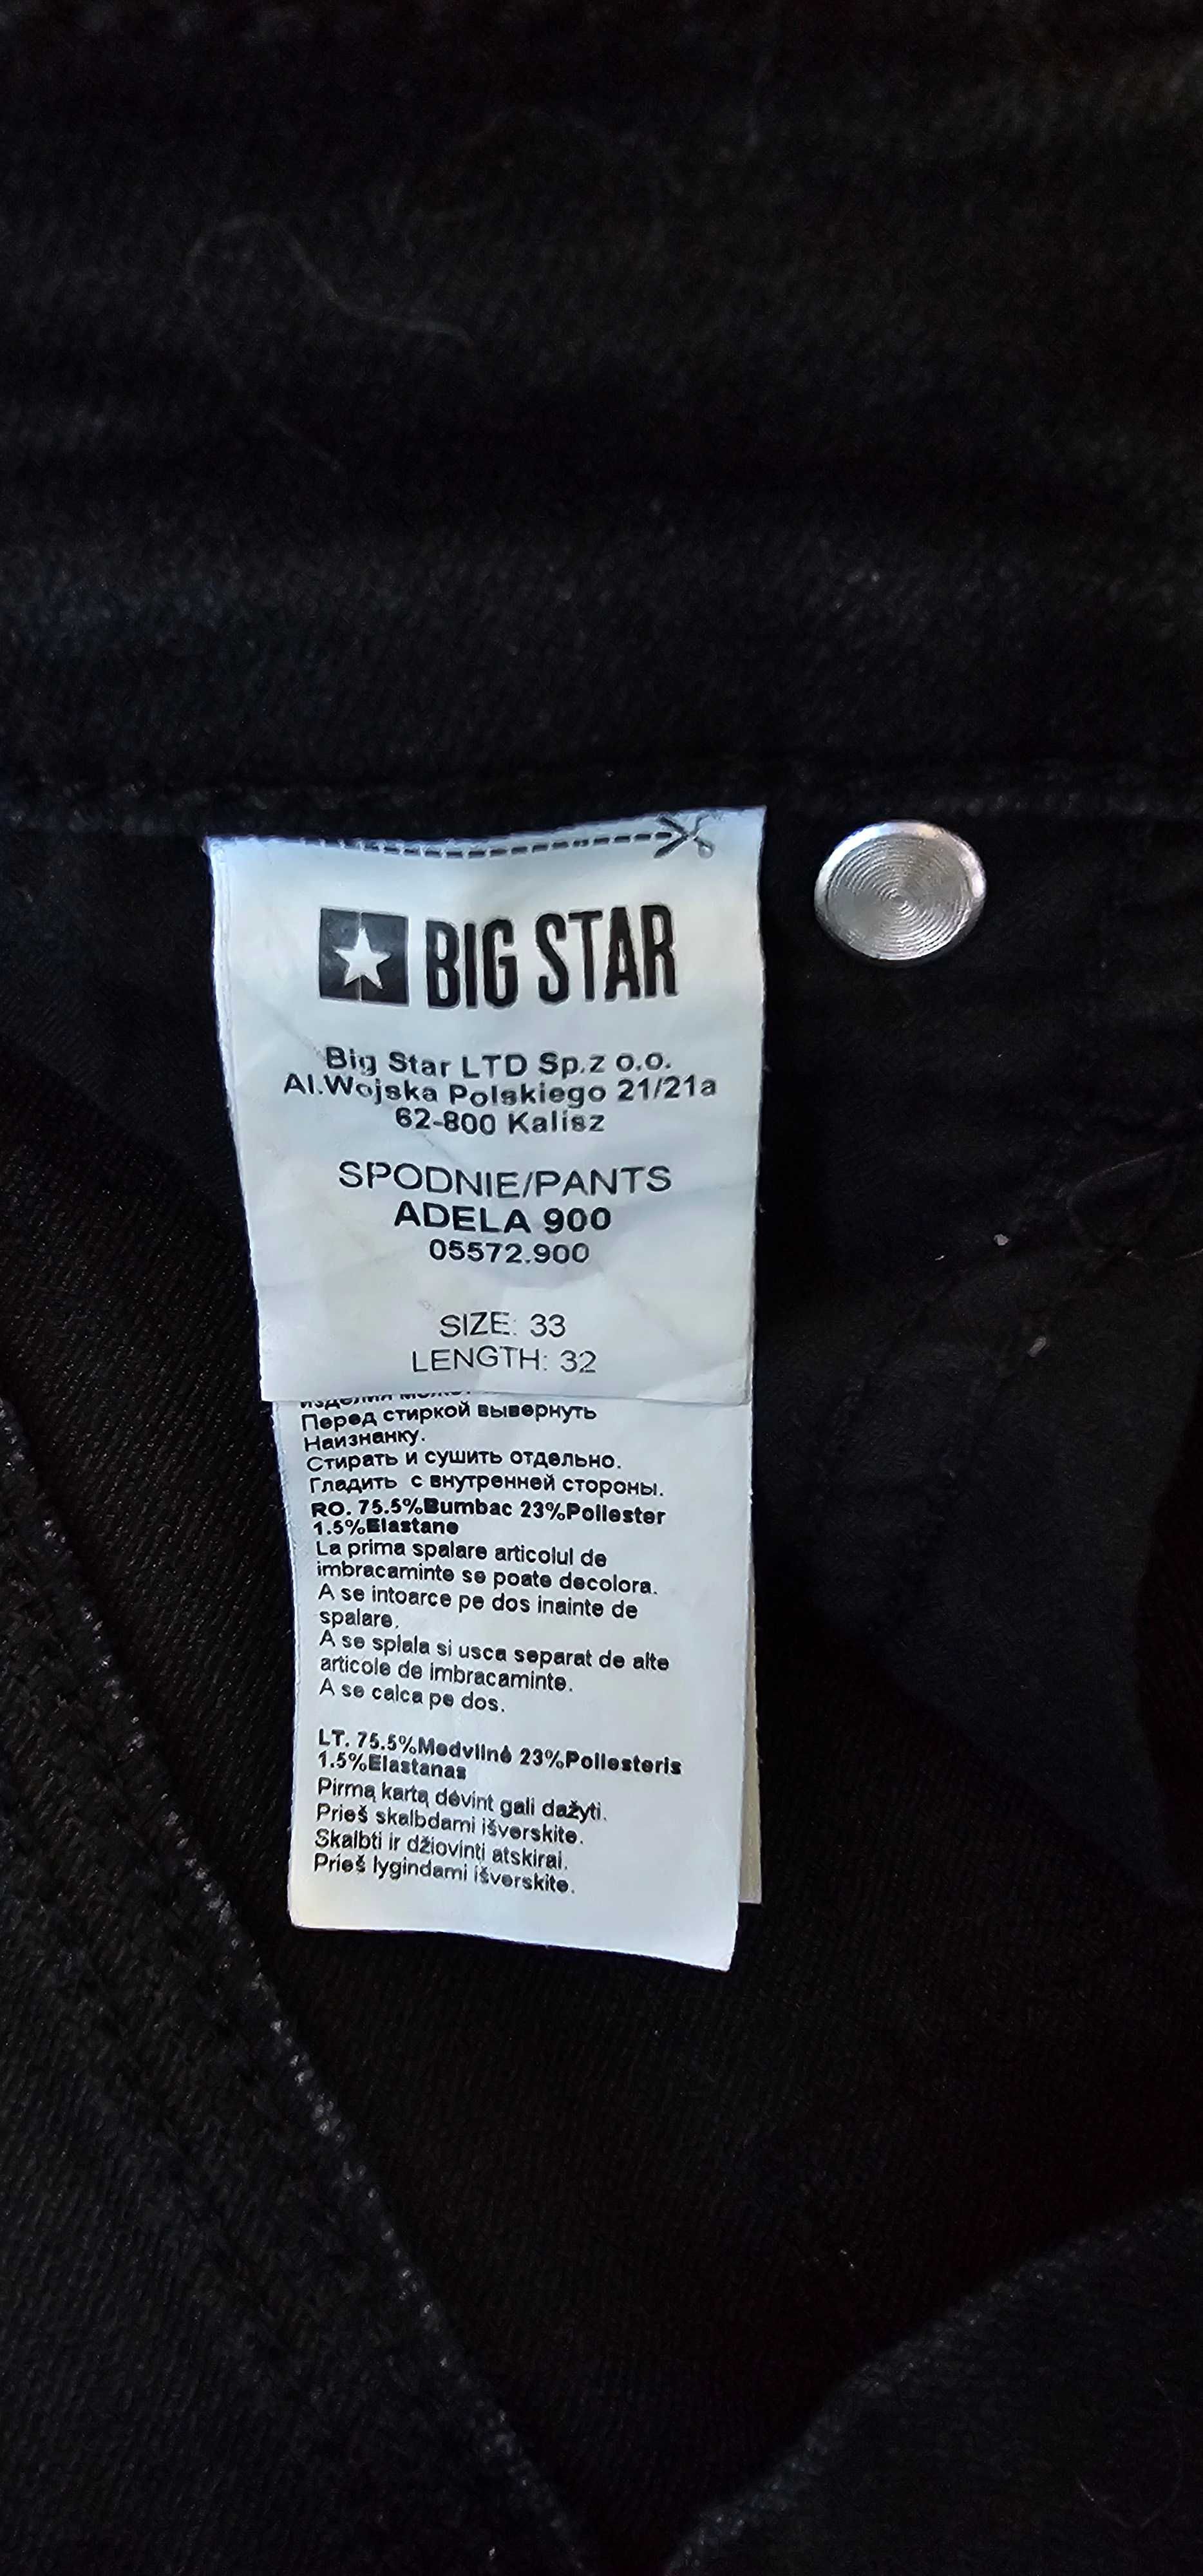 BIG STAR
Big Star LTD Sp.z o.o.
Al.Wojska Polskiego 21/21a
62-800 Kalisz
SPODNIE/PANTS
ADELA 900
05572.900
SIZE: 33
LENGTH: 32
изделия
Перед стиркой вывернуть
Наизнанку.
Стирать и сушить отдельно.
Гладить с внутренней стороны.
RO. 75.5%Bumbac 23%Poliester
1.5%Elastane
La prima spalare articolul de
imbracaminte se poate decolora.
A se intoarce pe dos inainte de
spalare.
A se splala si usca separat de alte
articole de imbracaminte.
A se calca pe dos.
LT. 75.5%Medvilnė 23%Poliesteris
1.5%Elastanas
Pirmą kartą dėvint gali dažyti.
Prieš skalbdami išverskite.
Skalbti ir džiovinti atskirai.
Prieš lygindami išverskite.